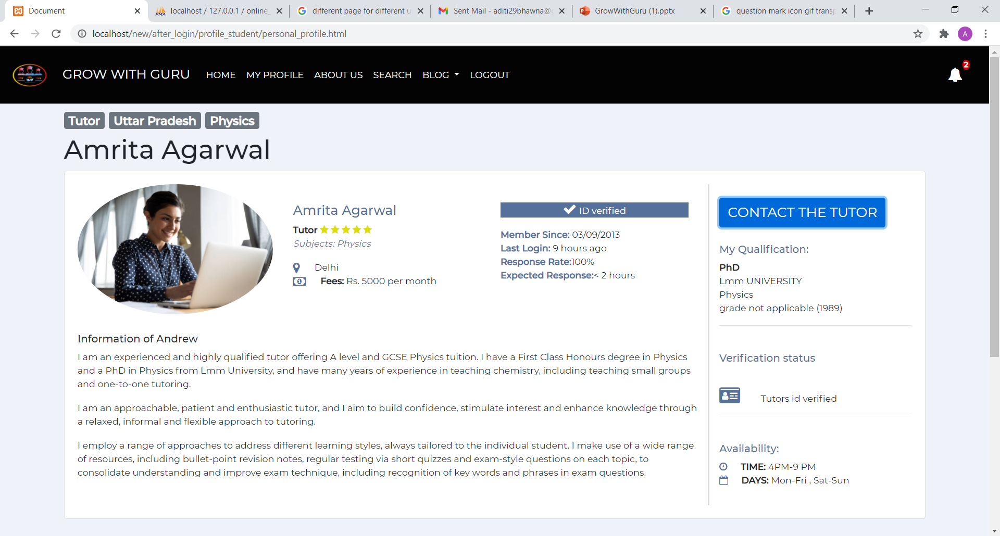 Document
localhost / 127.0.0.1 / online_
different page for different u
Sent Mail - aditi29bhawna@
GrowWithGuru (1).pptx
question mark icon gif transp
localhost/new/after_login/profile_student/personal_profile.html
A
GROW WITH GURU
HOME
MY PROFILE
ABOUT US
SEARCH
BLOG
LOGOUT
2
Tutor
Uttar Pradesh
Physics
Amrita Agarwal
Amrita Agarwal
Tutor
Subjects: Physics
Delhi
Fees: Rs. 5000 per month
ID verified
Member Since: 03/09/2013
Last Login: 9 hours ago
Response Rate:100%
Expected Response:< 2 hours
Information of Andrew
I am an experienced and highly qualified tutor offering A level and GCSE Physics tuition. I have a First Class Honours degree in Physics
and a PhD in Physics from Lmm University, and have many years of experience in teaching chemistry, including teaching small groups
and one-to-one tutoring.
I am an approachable, patient and enthusiastic tutor, and I aim to build confidence, stimulate interest and enhance knowledge through
a relaxed, informal and flexible approach to tutoring.
I employ a range of approaches to address different learning styles, always tailored to the individual student. I make use of a wide range
of resources, including bullet-point revision notes, regular testing via short quizzes and exam-style questions on each topic, to
consolidate understanding and improve exam technique, including recognition of key words and phrases in exam questions.
CONTACT THE TUTOR
My Qualification:
PhD
Lmm UNIVERSITY
Physics
grade not applicable (1989)
Verification status
Tutors id verified
Availability:
TIME: 4PM-9 PM
DAYS: Mon-Fri , Sat-Sun